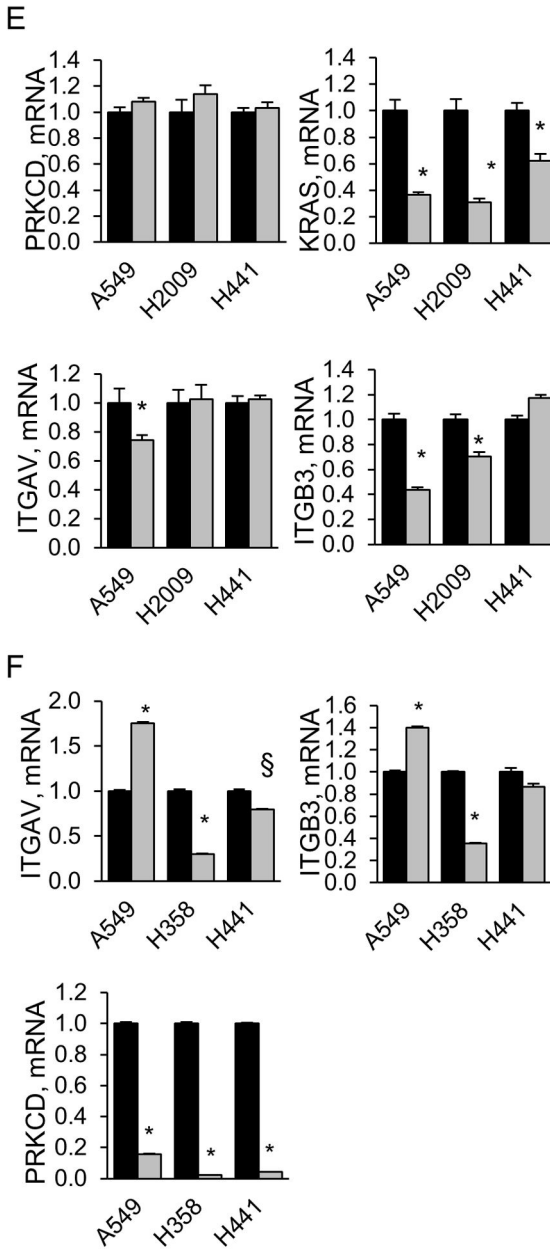 E
PRKCD, mRNA
1.4
1.2
1.0
0.8
0.6
0.4
0.2
0.0
A549
H2009
H441
KRAS, mRNA
1.4
1.2
1.0
0.8
0.6
0.4
0.2
0.0
*
*
*
A549
H2009
H441
ITGAV, mRNA
1.2
1.0
0.8
0.6
0.4
0.2
0.0
*
A549
H2009
H441
ITGB3, mRNA
1.4
1.2
1.0
0.8
0.6
0.4
0.2
0.0
*
*
A549
H2009
H441
F
ITGAV, mRNA
2.0
1.5
1.0
0.5
0.0
*
*
§
A549
H358
H441
ITGB3, mRNA
1.6
1.4
1.2
1.0
0.8
0.6
0.4
0.2
0.0
*
*
A549
H358
H441
PRKCD, mRNA
1.2
1.0
0.8
0.6
0.4
0.2
0.0
*
*
*
A549
H358
H441